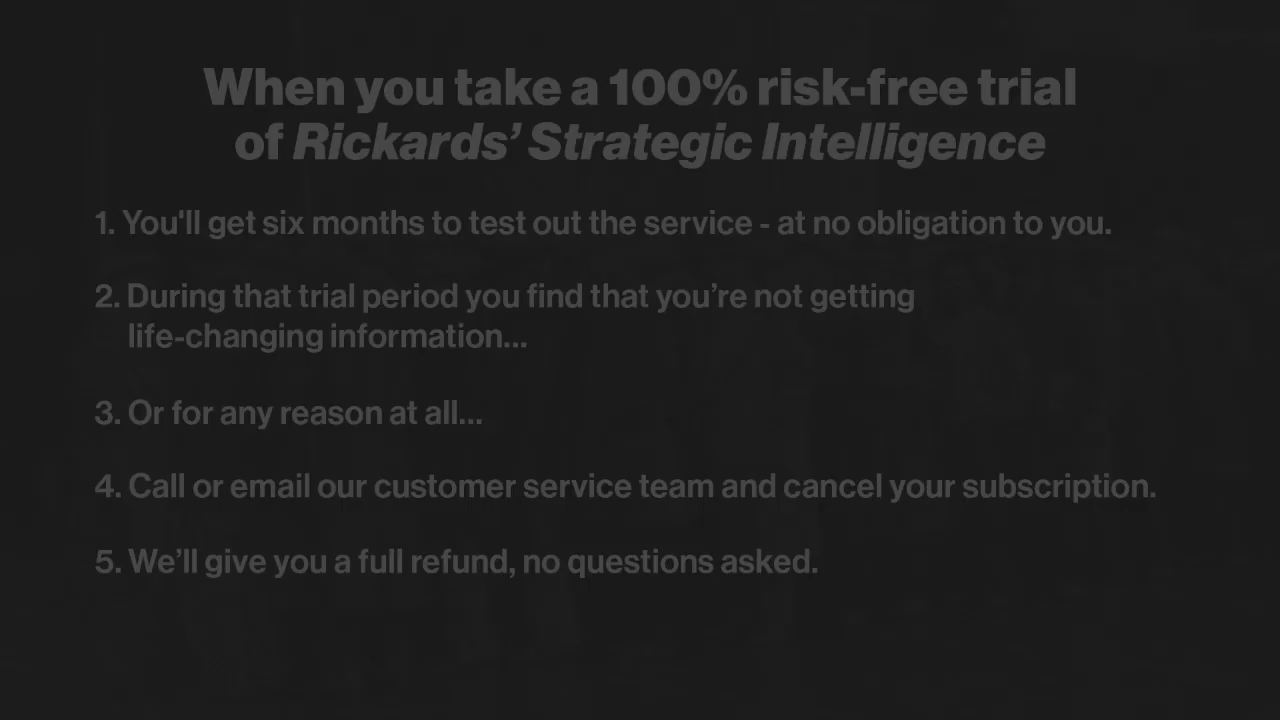 When you take a 100% risk-free trial
of Rickards’ Strategic Intelligence
1. You'll get six months to test out the service - at no obligation to you.
2. During that trial period you find that you’re not getting
life-changing information...
3. Or for any reason at all...
4. Call or email our customer service team and cancel your subscription.
5. We’ll give you a full refund, no questions asked.